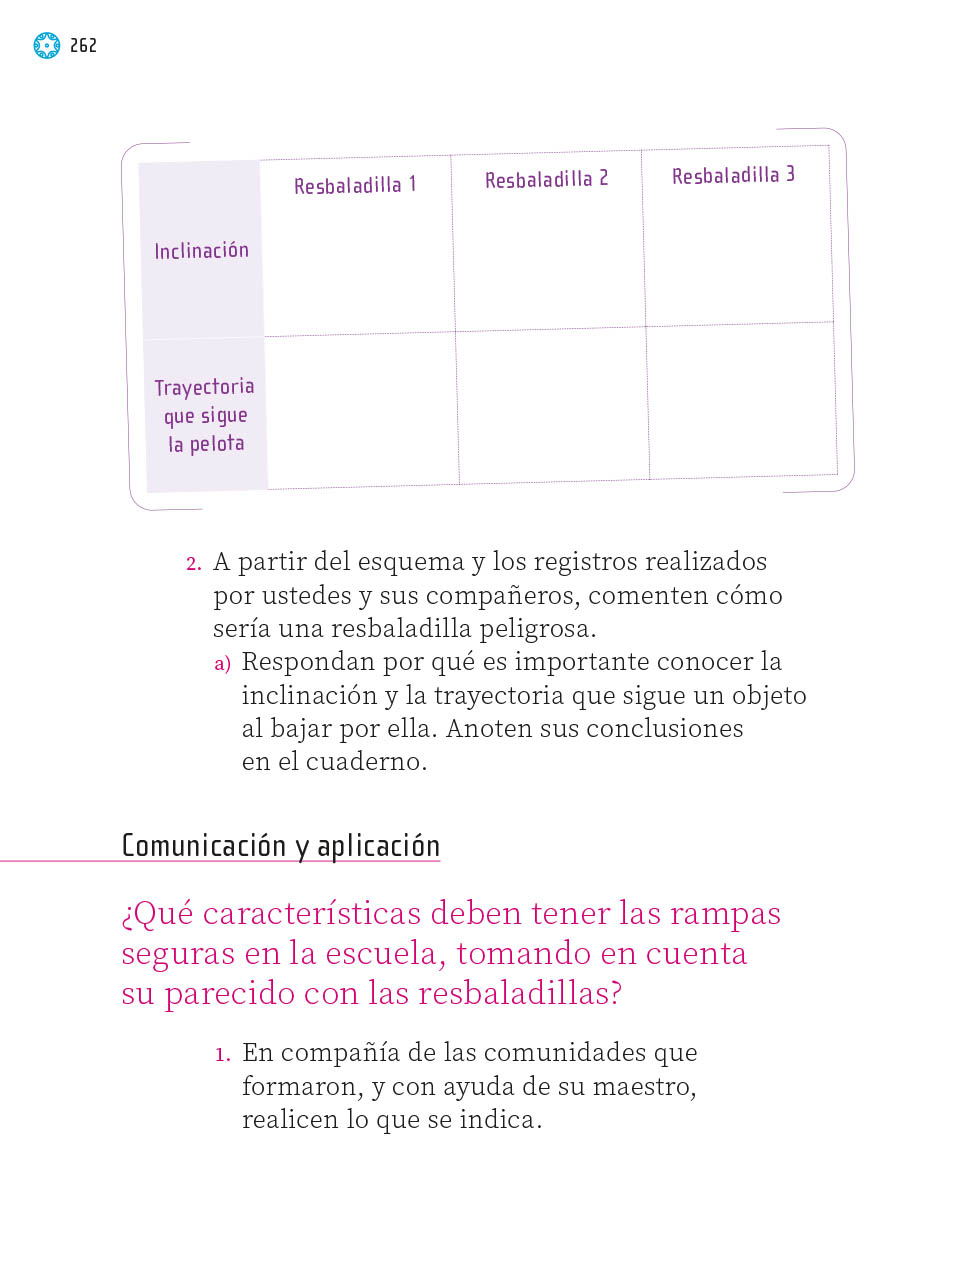 262
Resbaladilla 1
Resbaladilla 2
Resbaladilla 3
Inclinación
Trayectoria
que sigue
la pelota
2. A partir del esquema y los registros realizados
por ustedes y sus compañeros, comenten cómo
sería una resbaladilla peligrosa.
a) Respondan por qué es importante conocer la
inclinación y la trayectoria que sigue un objeto
al bajar por ella. Anoten sus conclusiones
en el cuaderno.
Comunicación y aplicación
¿Qué características deben tener las rampas
seguras en la escuela, tomando en cuenta
su parecido con las resbaladillas?
1. En compañía de las comunidades que
formaron, y con ayuda de su maestro,
realicen lo que se indica.